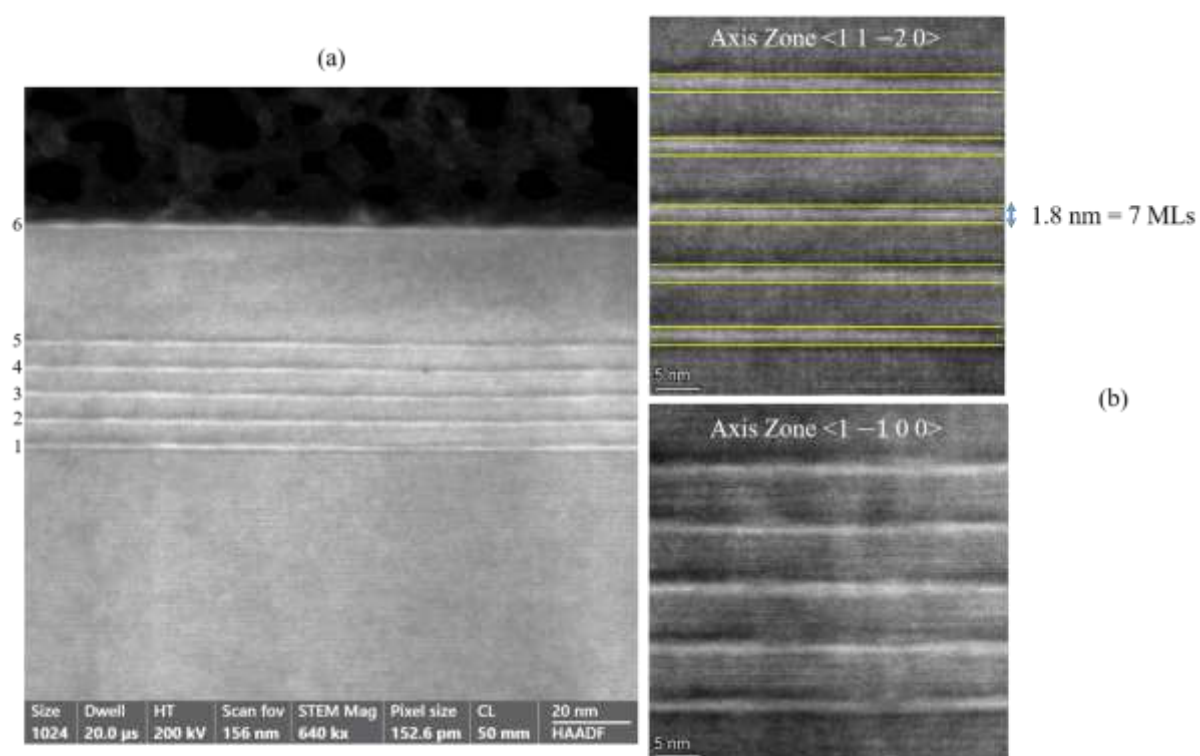 (a)
6
5
4
3
2
1
Size Dwell HT Scan fov STEM Mag Pixel size CL 20 nm
1024 20.0 µs 200 kV 156 nm 640 kx 152.6 pm 50 mm HAADF
Axis Zone <1 1 −2 0>
1.8 nm = 7 MLs
5 nm
(b)
Axis Zone <1 −1 0 0>
5 nm